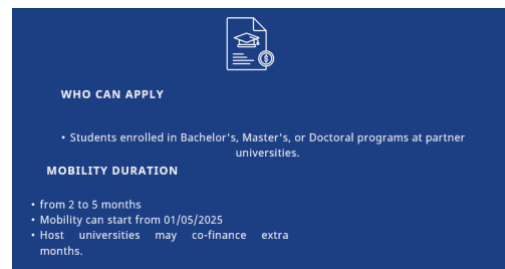 WHO CAN APPLY
• Students enrolled in Bachelor's, Master's, or Doctoral programs at partner
universities.
MOBILITY DURATION
• from 2 to 5 months
• Mobility can start from 01/05/2025
• Host universities may co-finance extra
months.